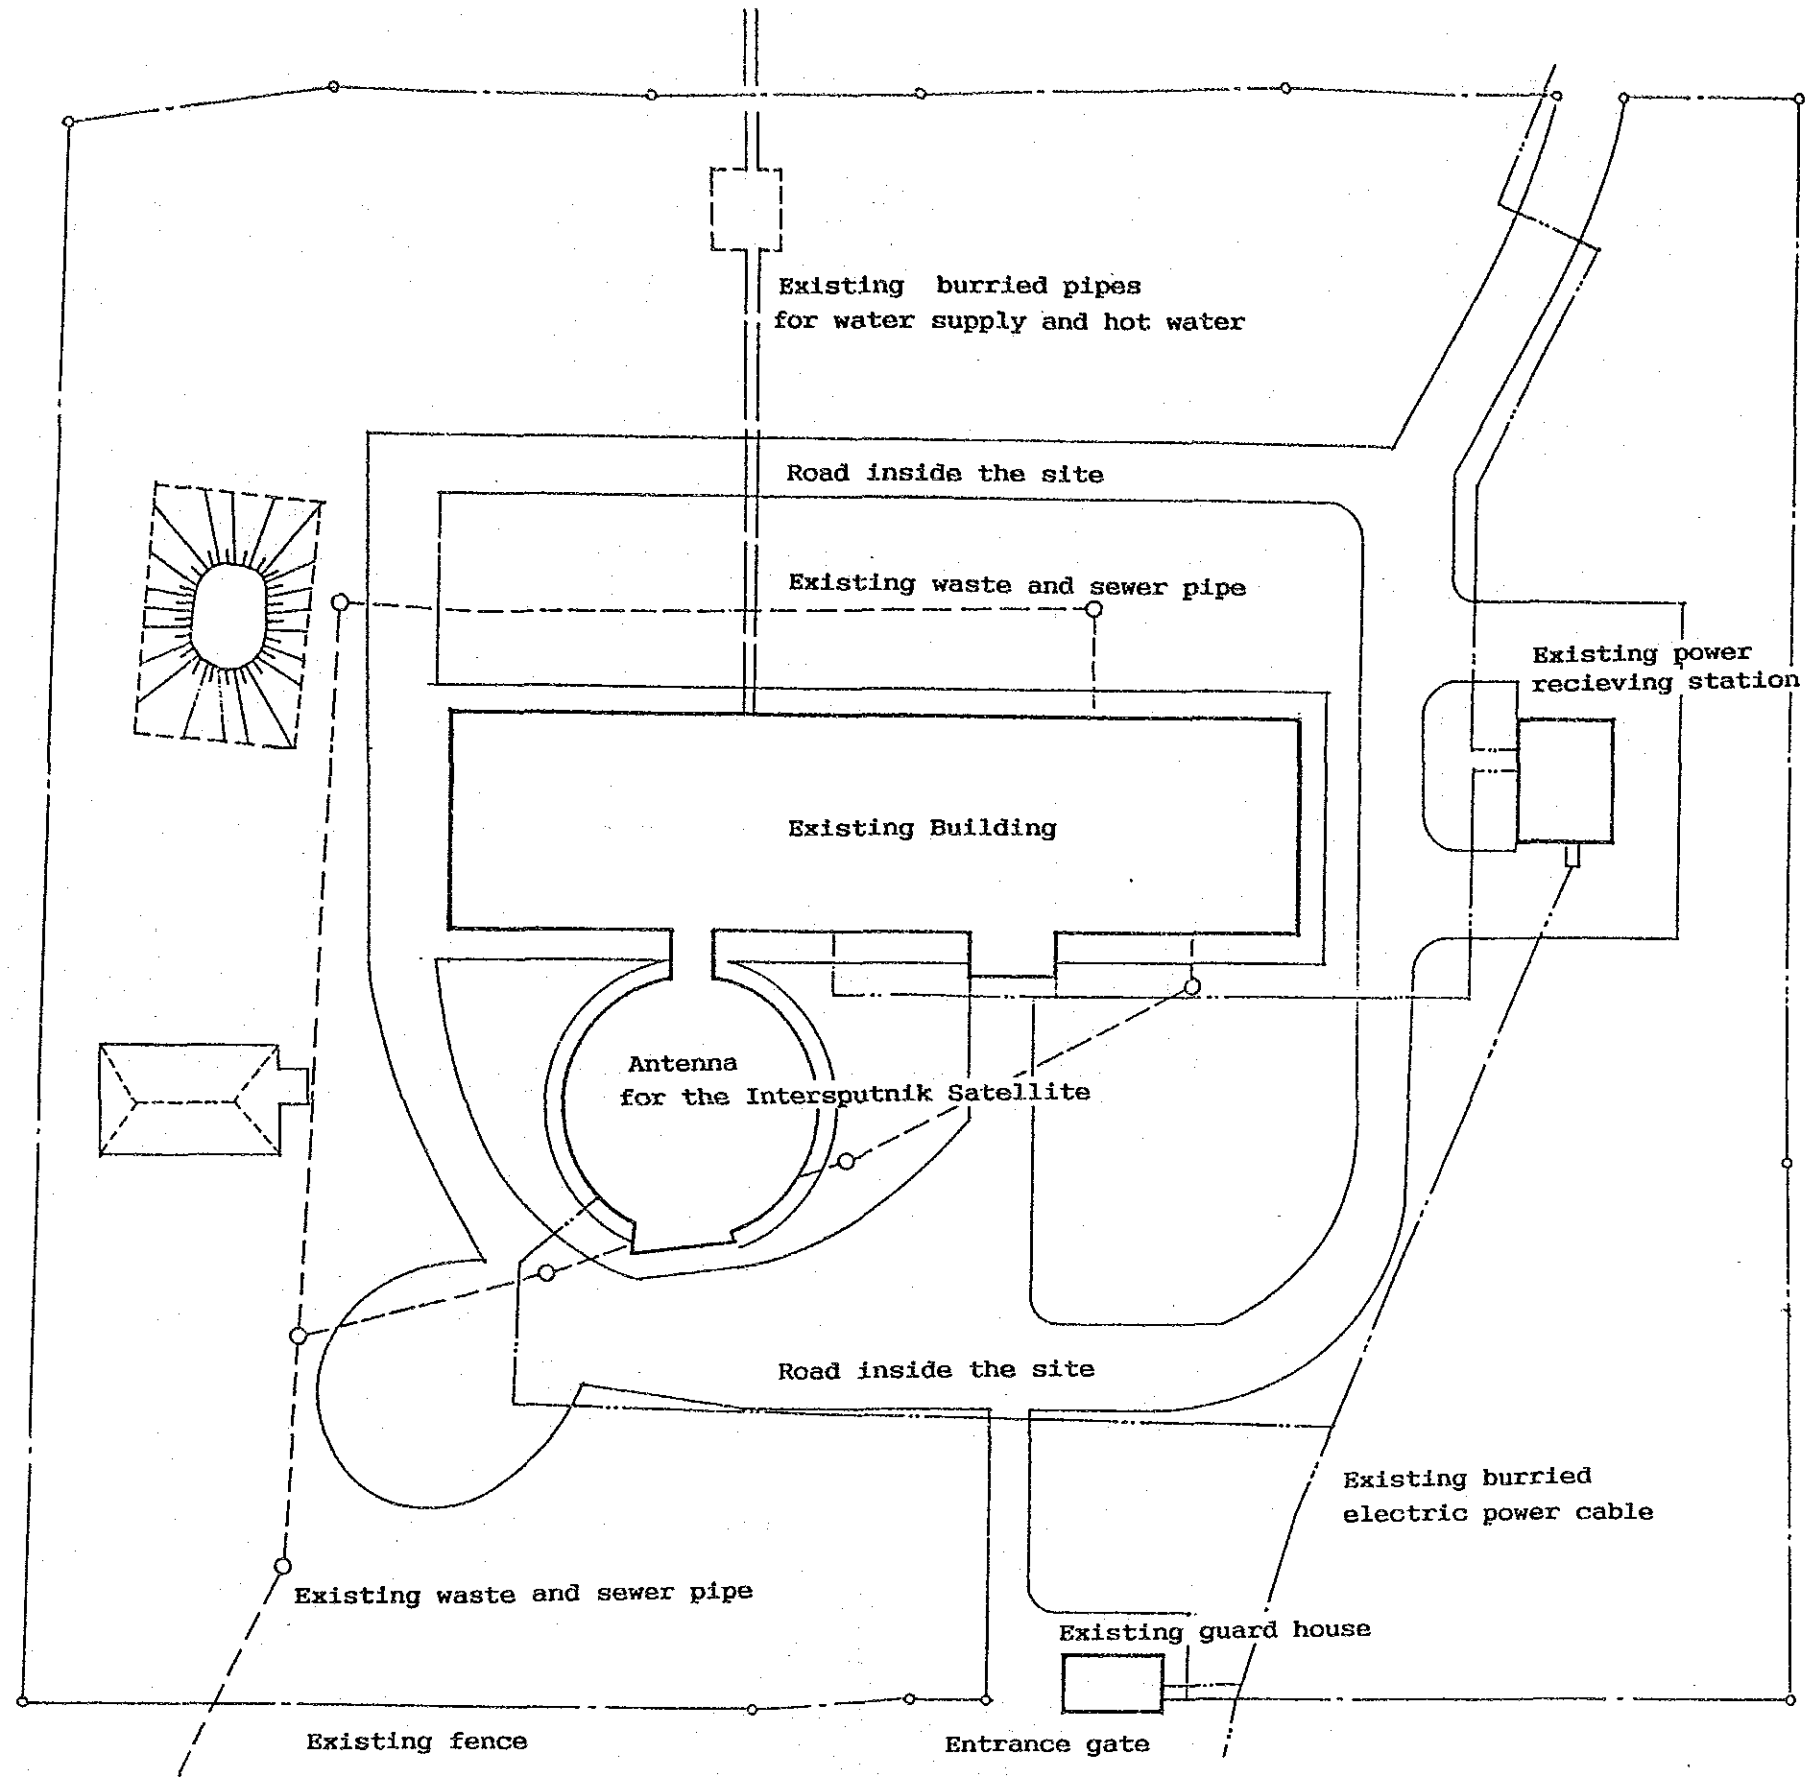 Existing burried pipes
for water supply and hot water
Road inside the site
Existing waste and sewer pipe
Existing power
recieving station
Existing Building
Antenna
for the Intersputnik Satellite
Road inside the site
Existing burried
electric power cable
Existing waste and sewer pipe
Existing guard house
Existing fence
Entrance gate